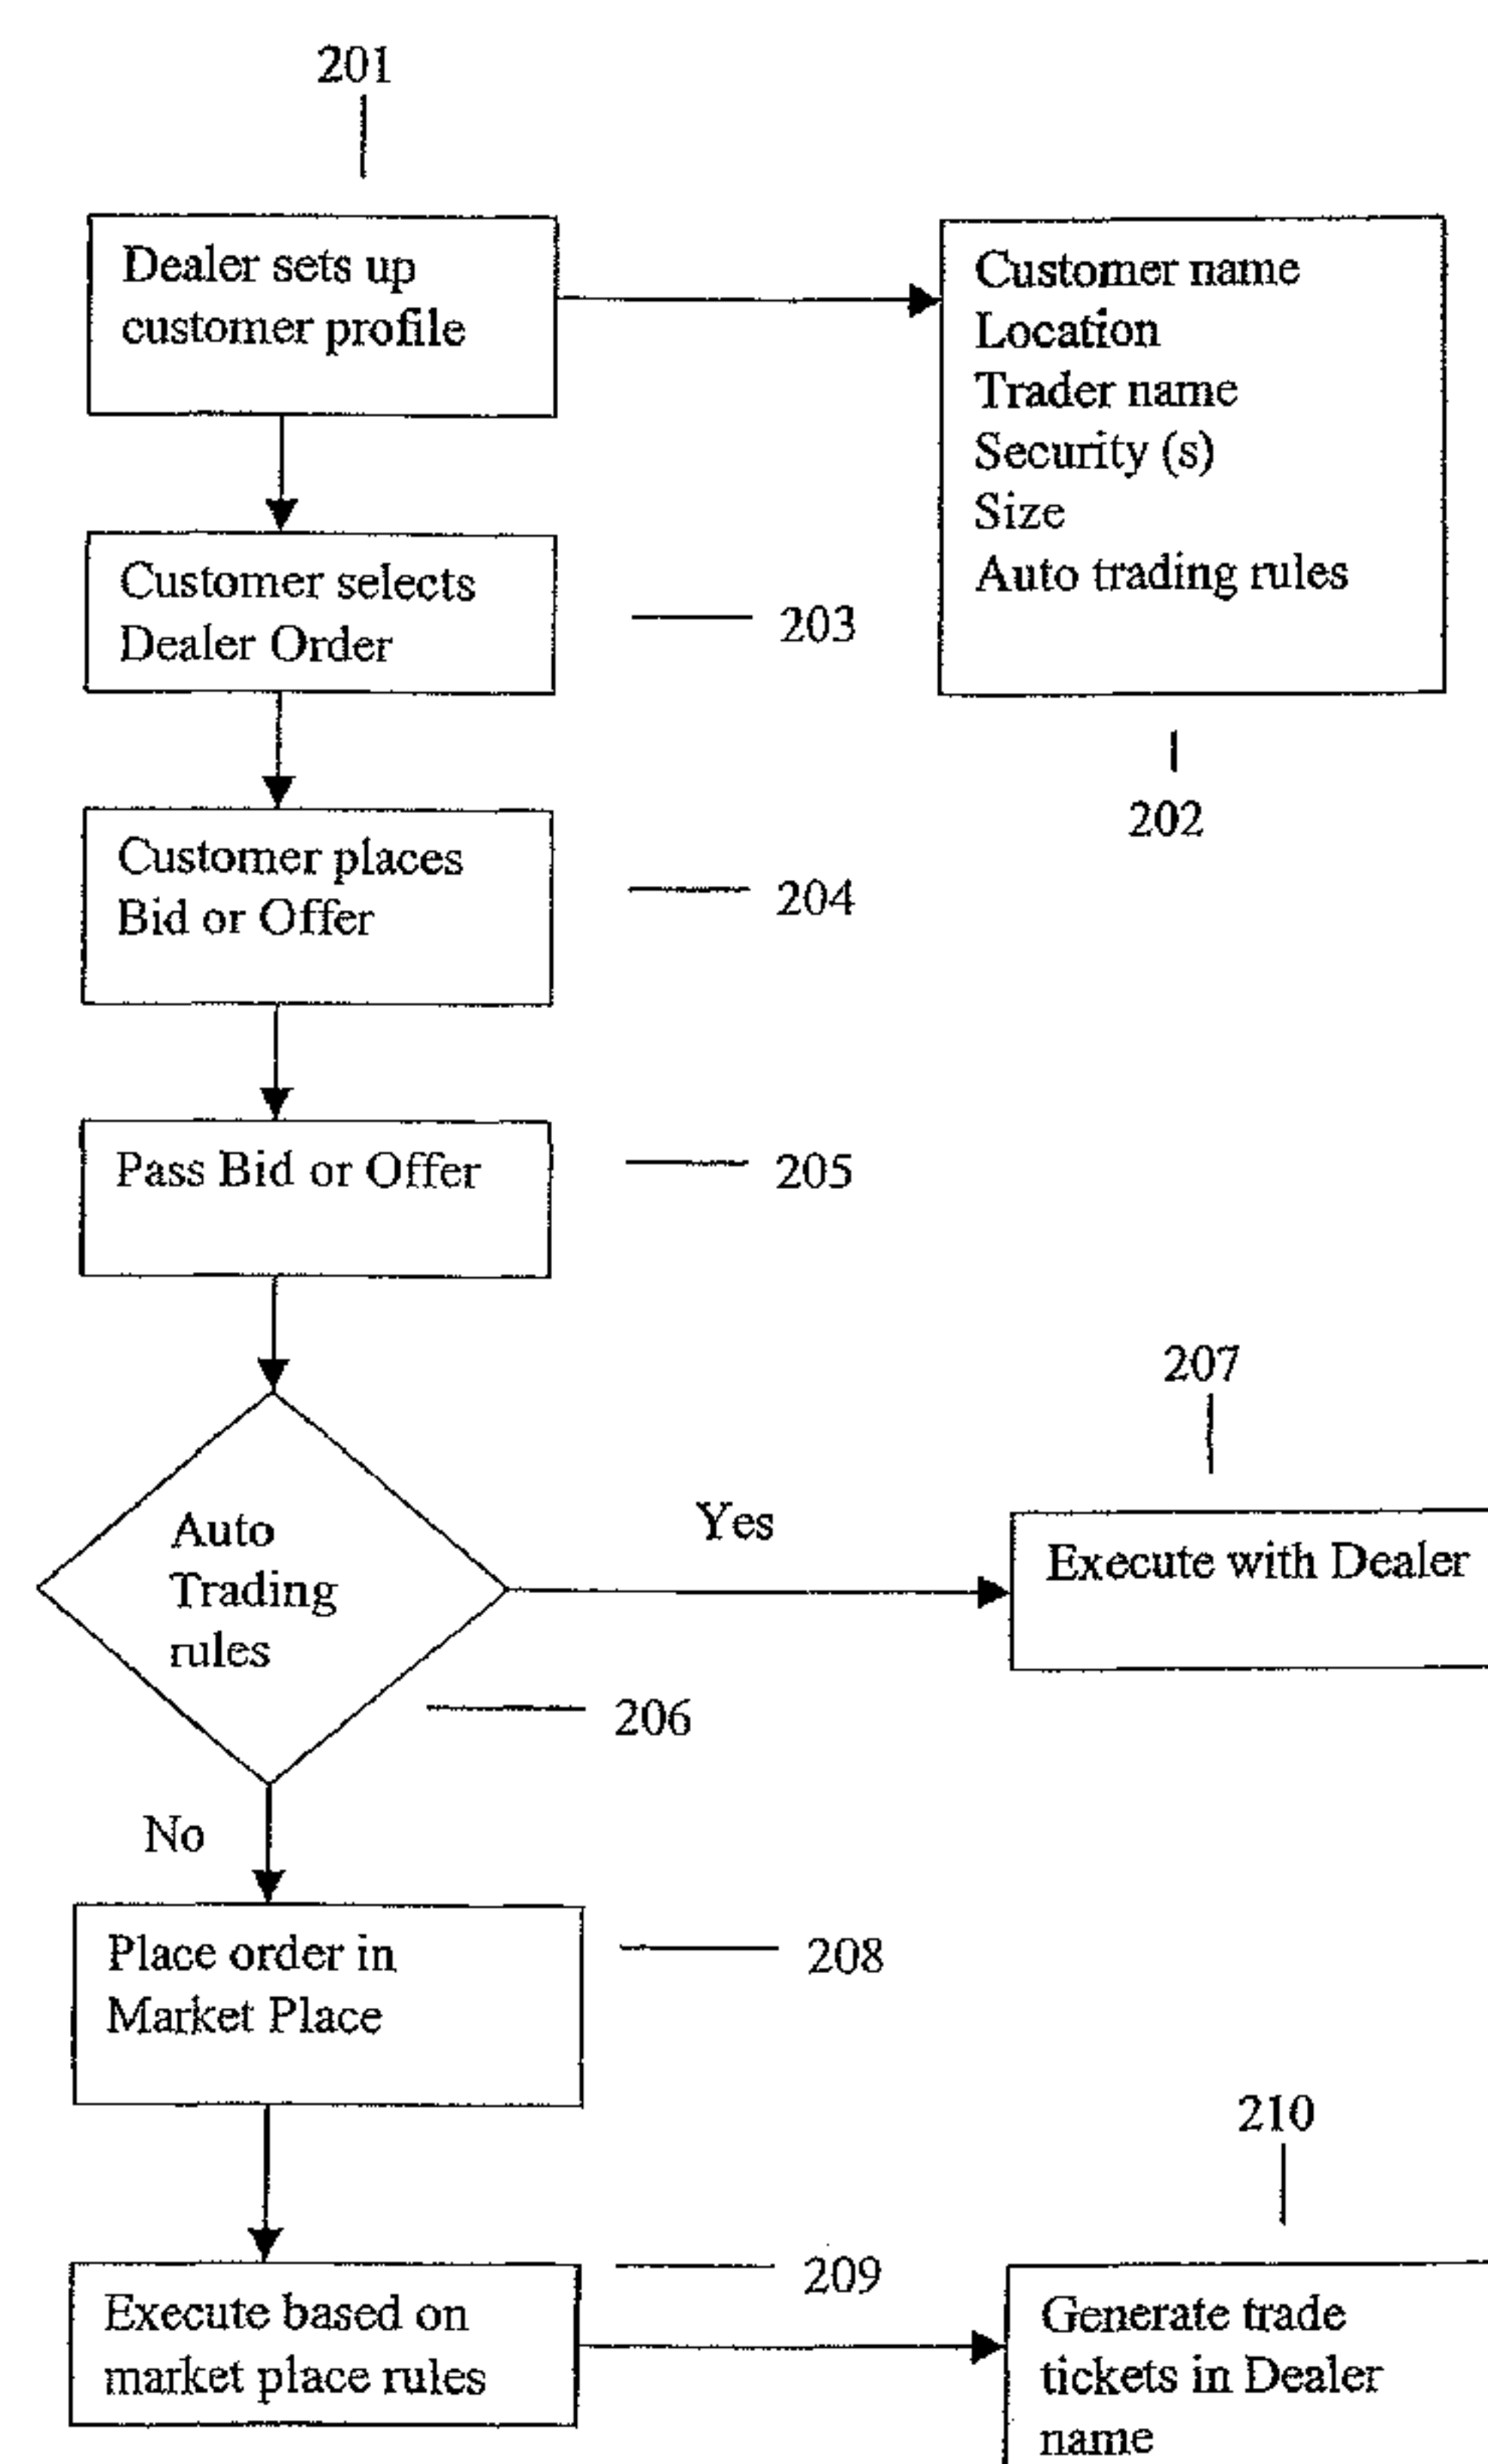 201
Dealer sets up
customer profile
Customer name
Location
Trader name
Security (s)
Size
Auto trading rules
202
Customer selects
Dealer Order
203
Customer places
Bid or Offer
204
Pass Bid or Offer
205
Auto
Trading
rules
206
Yes
207
Execute with Dealer
No
Place order in
Market Place
208
Execute based on
market place rules
209
210
Generate trade
tickets in Dealer
name